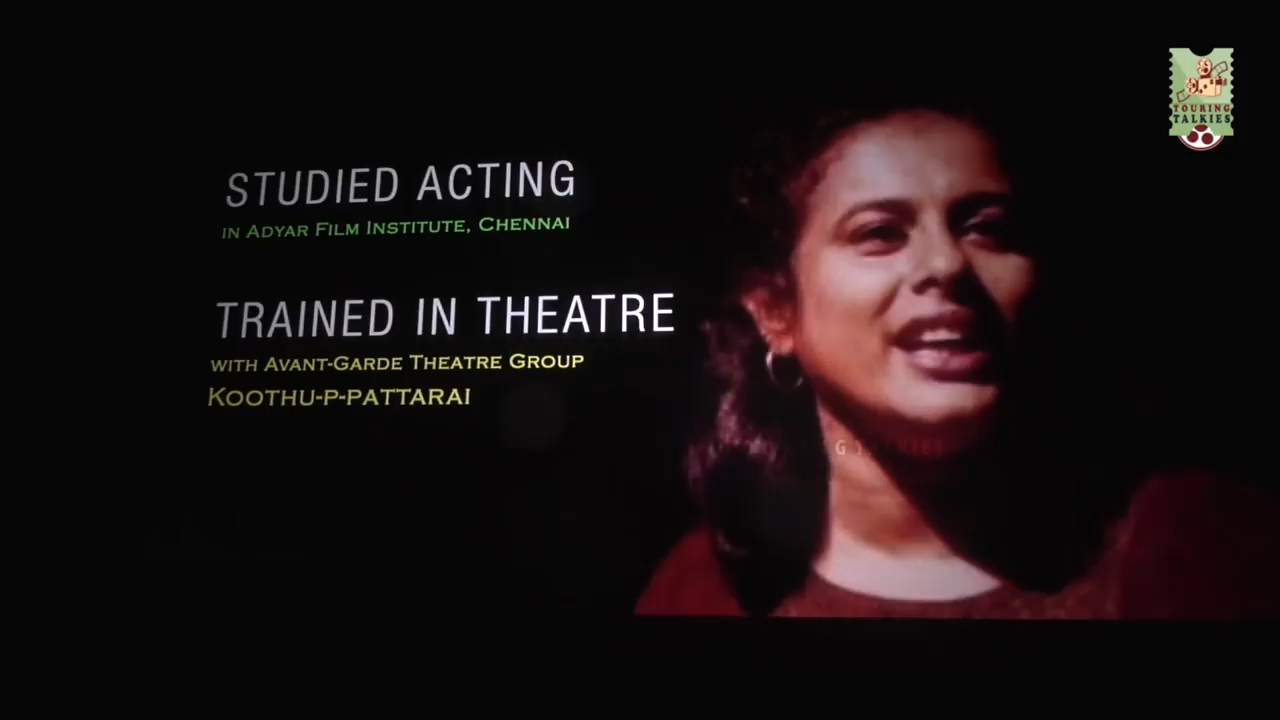 TOURING
TALKIES
STUDIED ACTING
IN ADYAR FILM INSTITUTE, CHENNAI
TRAINED IN THEATRE
WITH AVANT-GARDE THEATRE GROUP
KOOTHU-P-PATTARAI